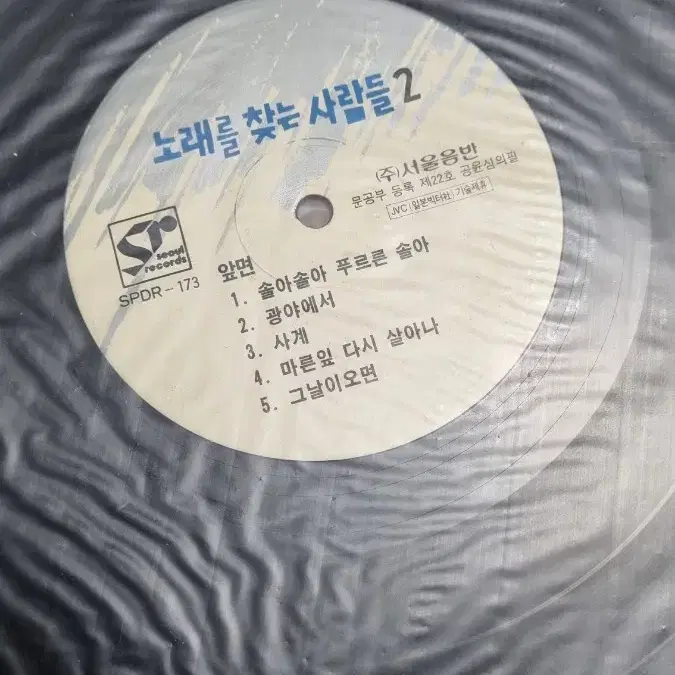 노래를 찾는 사람들 2
(주)서울음반
문공부 등록 제22호 공윤심의필
JVC 일본빅터社 기술제휴
Sr
seoul
records
SPDR-173
앞면
1. 솔아솔아 푸르른 솔아
2. 광야에서
3. 사계
4. 마른잎 다시 살아나
5. 그날이오면